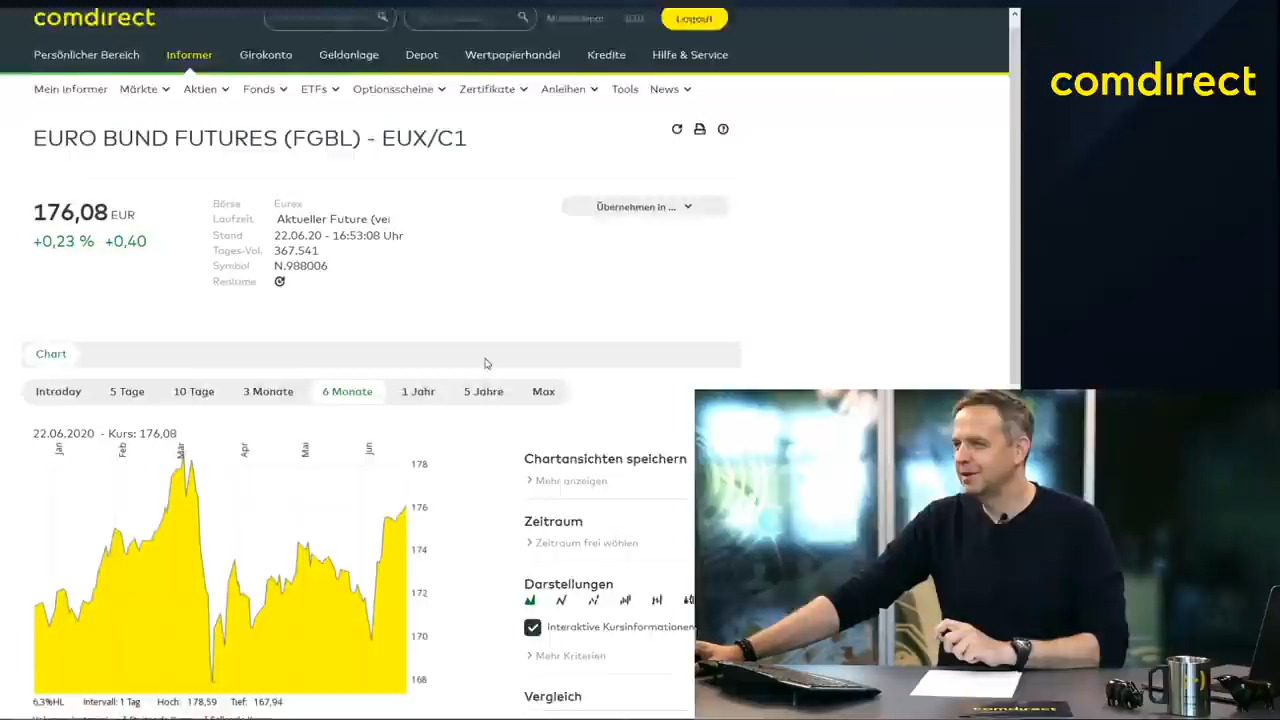 comdirect
Musterdepot
Logout
Persönlicher Bereich
Informer
Girokonto
Geldanlage
Depot
Wertpapierhandel
Kredite
Hilfe & Service
comdirect
Mein Informer
Märkte
Aktien
Fonds
ETFs
Optionsscheine
Zertifikate
Anleihen
Tools
News
EURO BUND FUTURES (FGBL) - EUX/C1
176,08 EUR
+0,23 % +0,40
Börse Eurex
Laufzeit Aktueller Future (ve
Stand 22.06.20 - 16:53:08 Uhr
Tages-Vol. 367.541
Symbol N.988006
Realtime
Übernehmen in ...
Chart
Intraday
5 Tage
10 Tage
3 Monate
6 Monate
1 Jahr
5 Jahre
Max
22.06.2020 - Kurs: 176,08
Jan
Feb
Mär
Apr
Mai
Jun
178
176
174
172
170
168
6,3%HL Intervall: 1 Tag Hoch: 178,59 Tief: 167,94
Chartansichten speichern
Mehr anzeigen
Zeitraum
Zeitraum frei wählen
Darstellungen
Interaktive Kursinformationen
Mehr Kriterien
Vergleich
comdirect